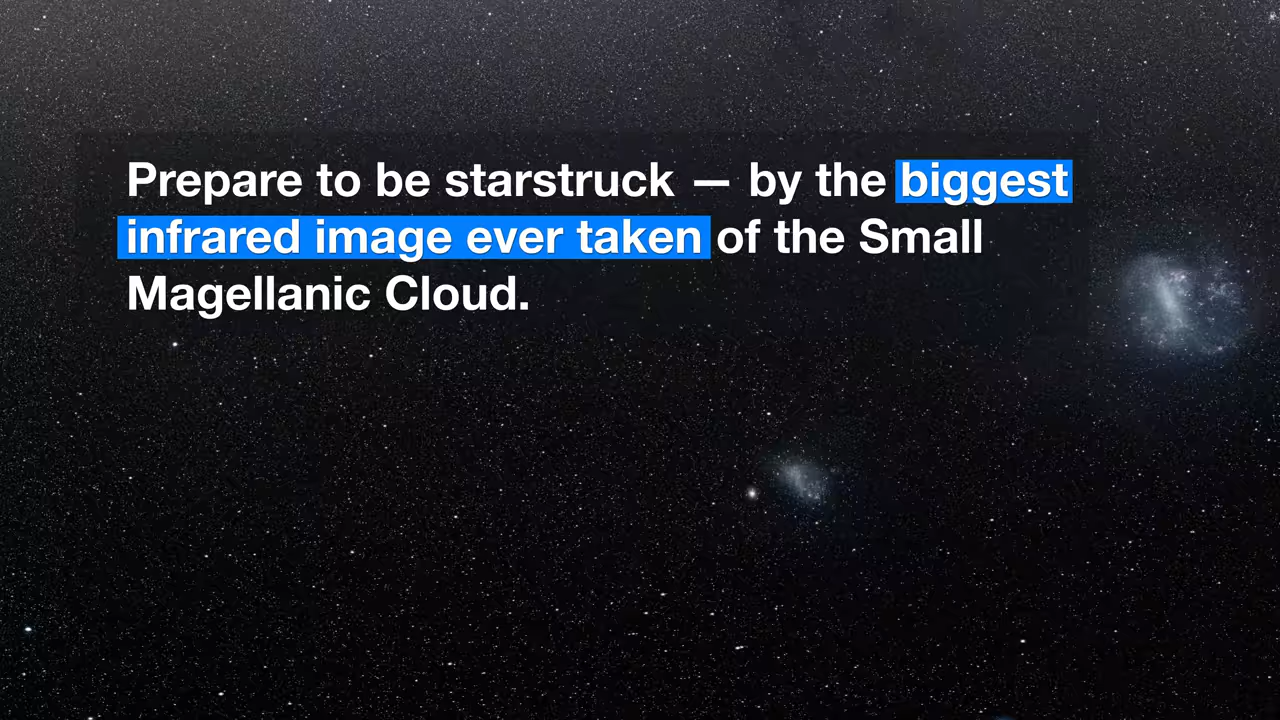 Prepare to be starstruck — by the biggest
infrared image ever taken of the Small
Magellanic Cloud.